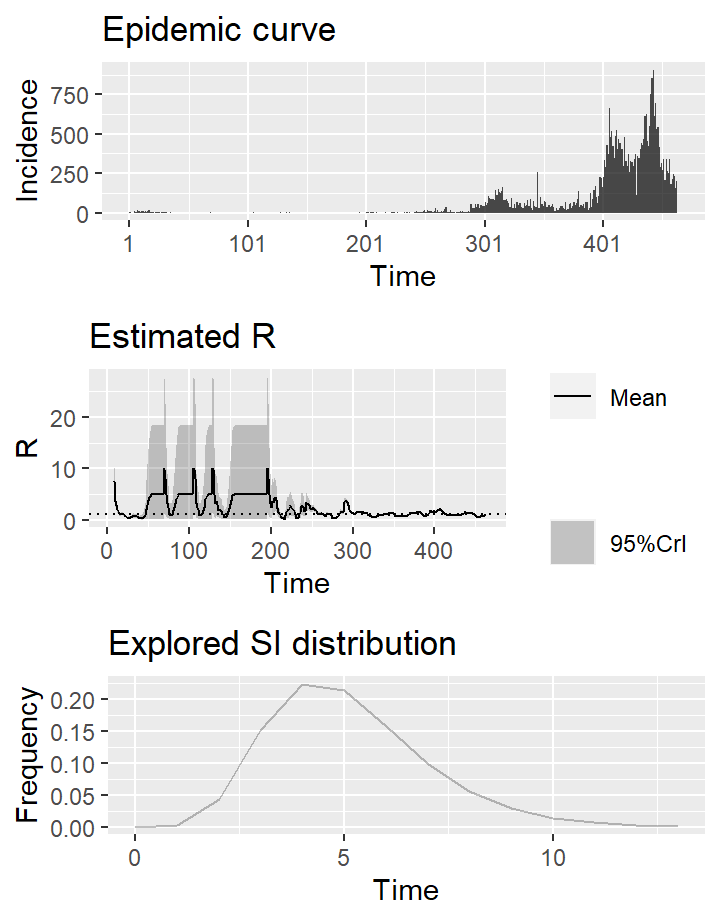 Epidemic curve
Incidence
750
500
250
0
1 101 201 301 401
Time
Estimated R
R
20
10
0
0 100 200 300 400
Time
Mean
95%CrI
Explored SI distribution
Frequency
0.20
0.15
0.10
0.05
0.00
0 5 10
Time